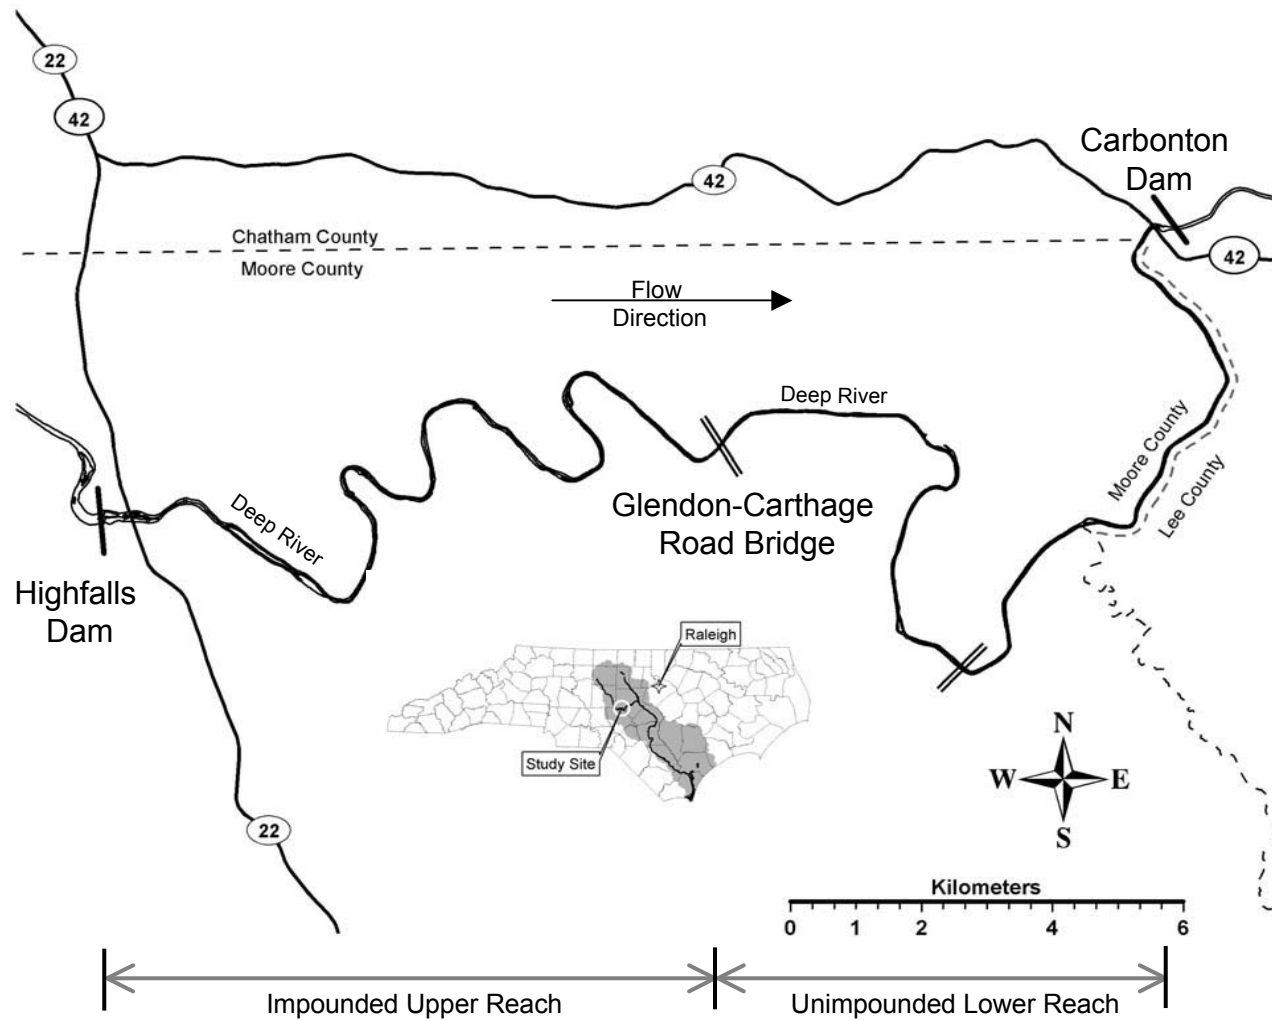 22
42
Carbonton
Dam
42
Chatham County
Moore County
42
Flow
Direction
Deep River
Moore County
Lee County
Deep River
Glendon-Carthage
Road Bridge
Highfalls
Dam
Raleigh
Study Site
N
W E
S
22
Kilometers
0 1 2 4 6
Impounded Upper Reach
Unimpounded Lower Reach